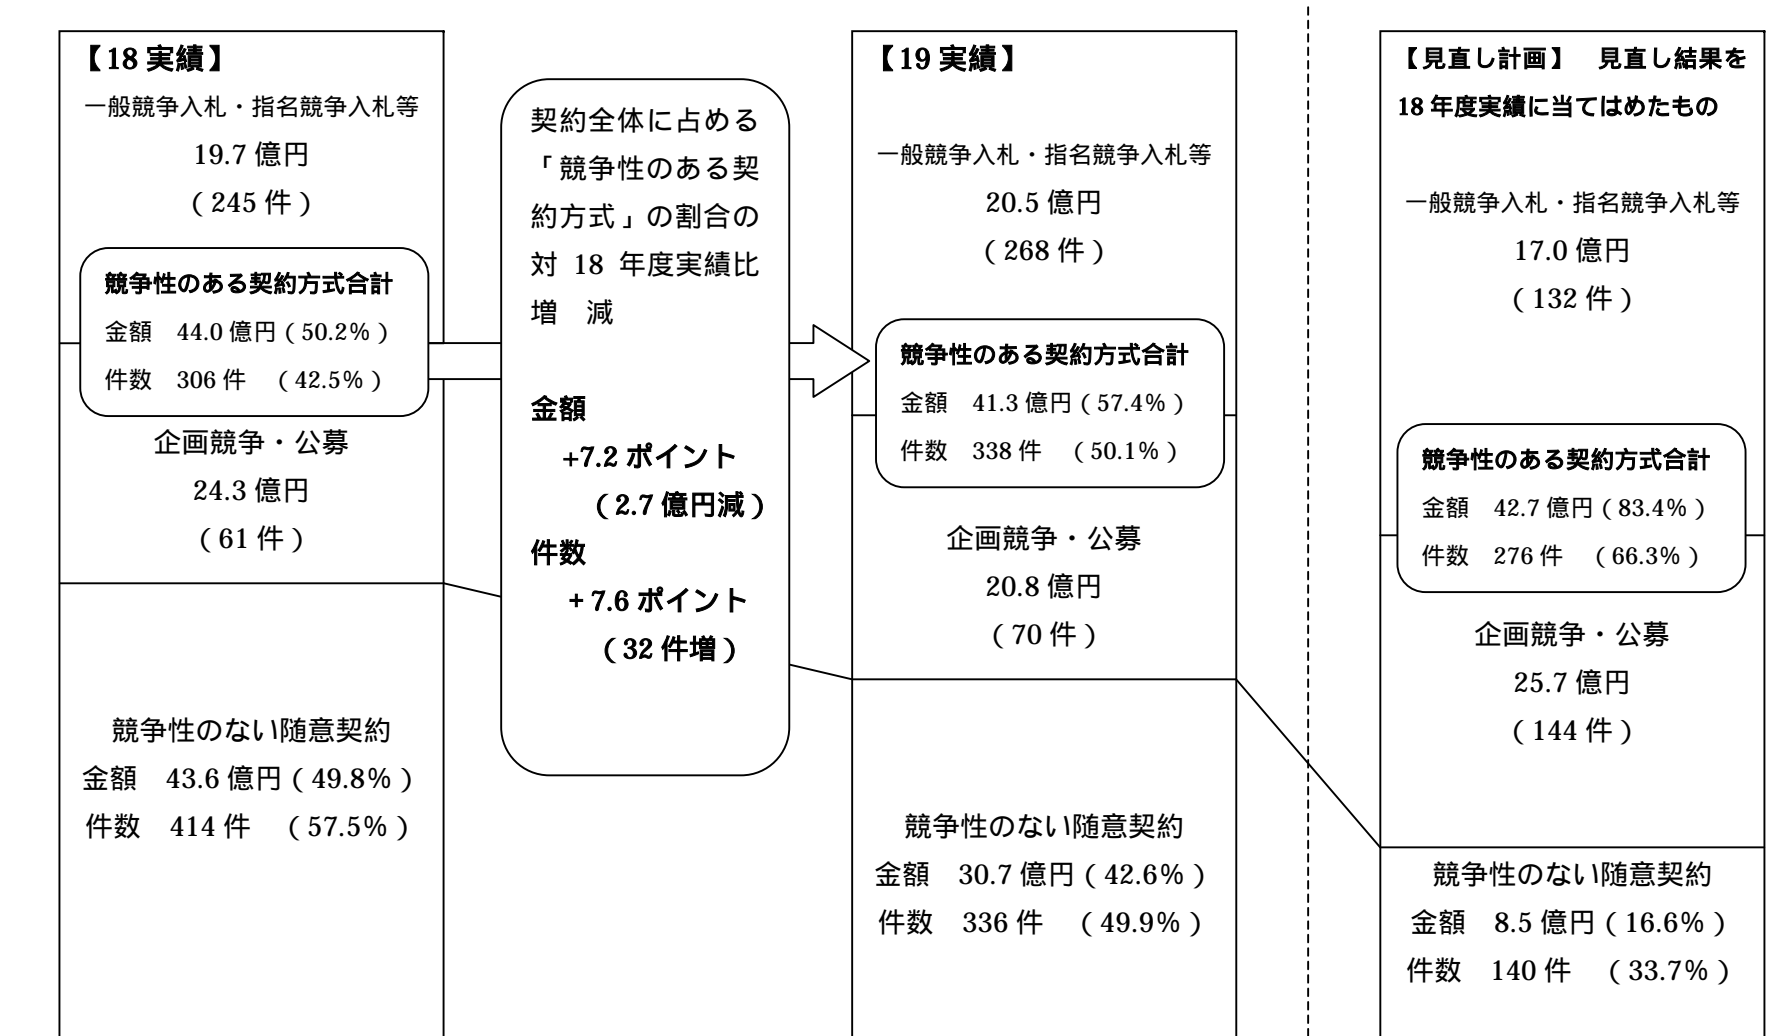 【18 実績】
一般競争入札・指名競争入札等
19.7 億円
( 245 件 )
競争性のある契約方式合計
金額　44.0 億円 ( 50.2% )
件数　306 件　( 42.5% )
企画競争・公募
24.3 億円
( 61 件 )
競争性のない随意契約
金額　43.6 億円 ( 49.8% )
件数　414 件　( 57.5% )
契約全体に占める
「競争性のある契
約方式」の割合の
対 18 年度実績比
増　減
金額
+7.2 ポイント
( 2.7 億円減 )
件数
+ 7.6 ポイント
( 32 件増 )
【19 実績】
一般競争入札・指名競争入札等
20.5 億円
( 268 件 )
競争性のある契約方式合計
金額　41.3 億円 ( 57.4% )
件数　338 件　( 50.1% )
企画競争・公募
20.8 億円
( 70 件 )
競争性のない随意契約
金額　30.7 億円 ( 42.6% )
件数　336 件　( 49.9% )
【見直し計画】　見直し結果を
18 年度実績に当てはめたもの
一般競争入札・指名競争入札等
17.0 億円
( 132 件 )
競争性のある契約方式合計
金額　42.7 億円 ( 83.4% )
件数　276 件　( 66.3% )
企画競争・公募
25.7 億円
( 144 件 )
競争性のない随意契約
金額　8.5 億円 ( 16.6% )
件数　140 件　( 33.7% )